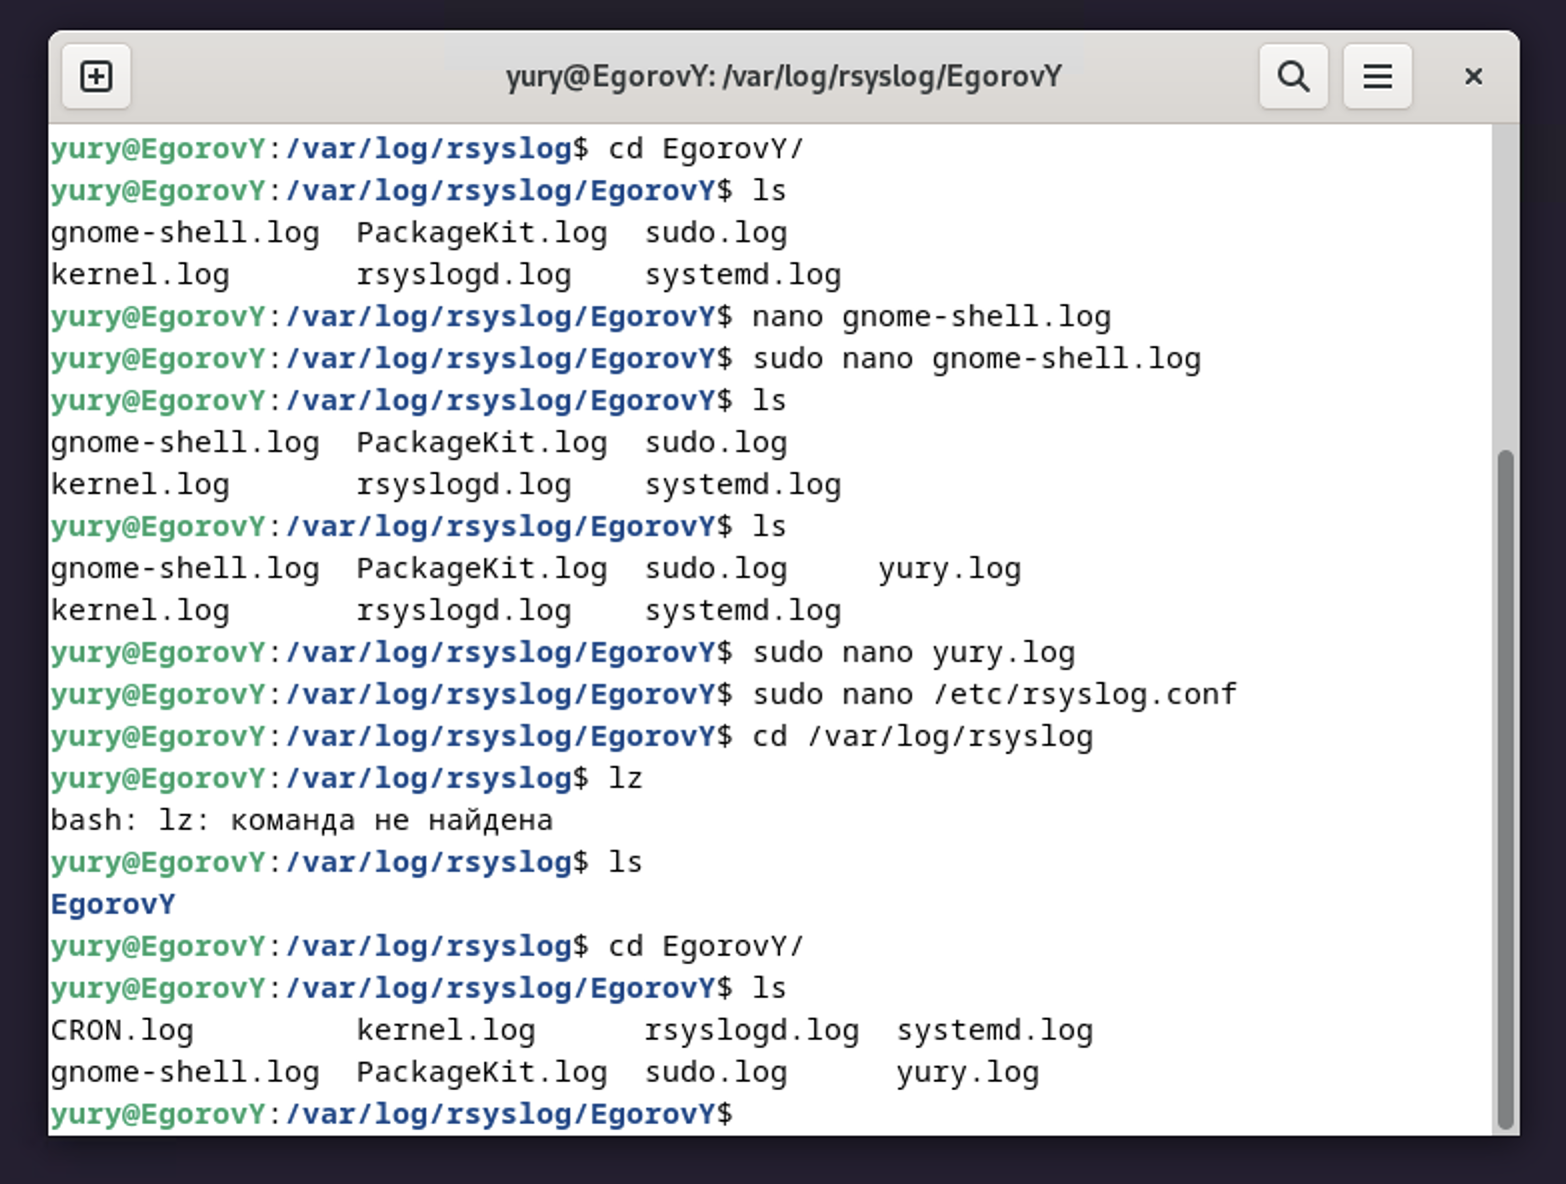 yury@EgorovY: /var/log/rsyslog/EgorovY
yury@EgorovY:/var/log/rsyslog$ cd EgorovY/
yury@EgorovY:/var/log/rsyslog/EgorovY$ ls
gnome-shell.log  PackageKit.log  sudo.log
kernel.log       rsyslogd.log    systemd.log
yury@EgorovY:/var/log/rsyslog/EgorovY$ nano gnome-shell.log
yury@EgorovY:/var/log/rsyslog/EgorovY$ sudo nano gnome-shell.log
yury@EgorovY:/var/log/rsyslog/EgorovY$ ls
gnome-shell.log  PackageKit.log  sudo.log
kernel.log       rsyslogd.log    systemd.log
yury@EgorovY:/var/log/rsyslog/EgorovY$ ls
gnome-shell.log  PackageKit.log  sudo.log     yury.log
kernel.log       rsyslogd.log    systemd.log
yury@EgorovY:/var/log/rsyslog/EgorovY$ sudo nano yury.log
yury@EgorovY:/var/log/rsyslog/EgorovY$ sudo nano /etc/rsyslog.conf
yury@EgorovY:/var/log/rsyslog/EgorovY$ cd /var/log/rsyslog
yury@EgorovY:/var/log/rsyslog$ lz
bash: lz: команда не найдена
yury@EgorovY:/var/log/rsyslog$ ls
EgorovY
yury@EgorovY:/var/log/rsyslog$ cd EgorovY/
yury@EgorovY:/var/log/rsyslog/EgorovY$ ls
CRON.log         kernel.log      rsyslogd.log  systemd.log
gnome-shell.log  PackageKit.log  sudo.log      yury.log
yury@EgorovY:/var/log/rsyslog/EgorovY$